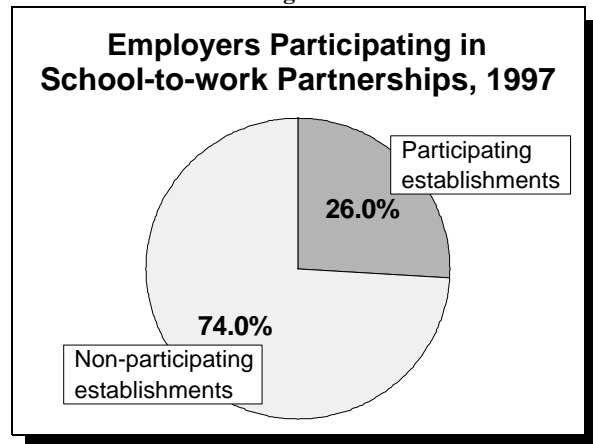 Employers Participating in
School-to-work Partnerships, 1997
Participating
establishments
26.0%
74.0%
Non-participating
establishments